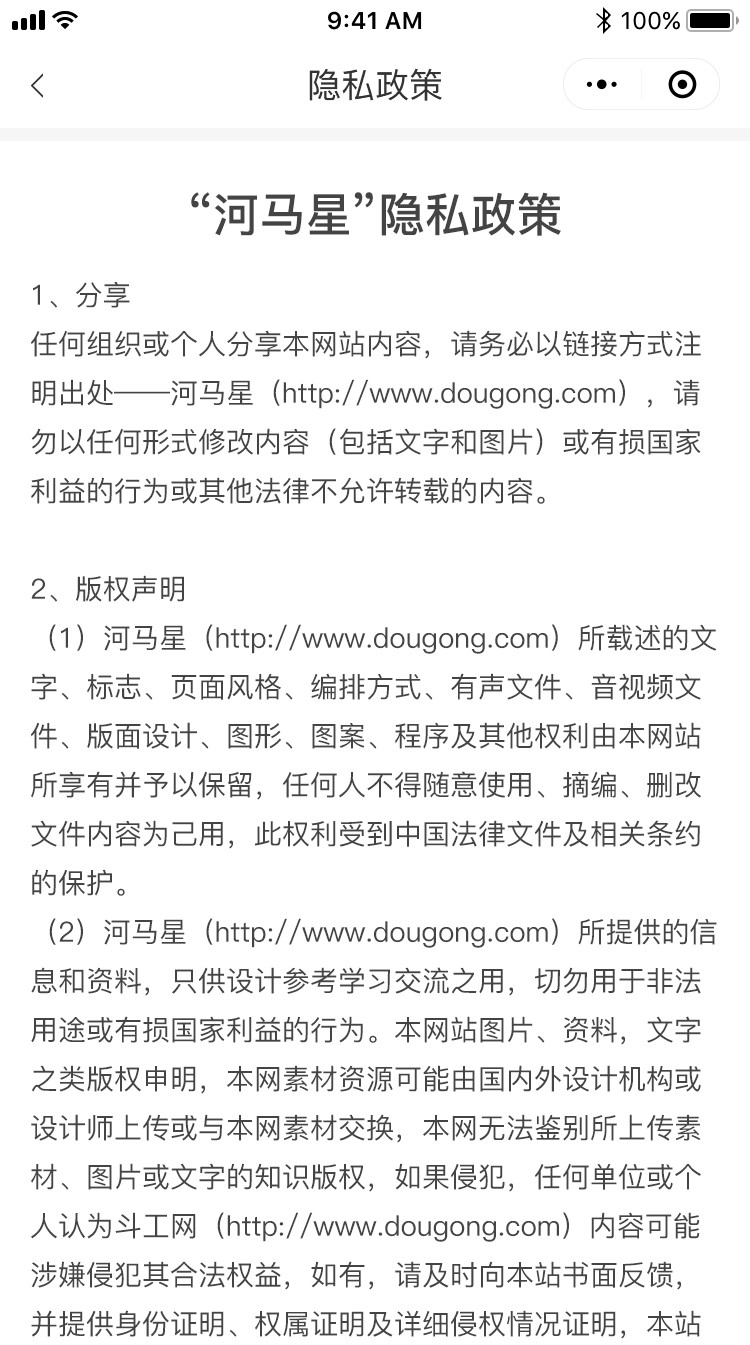 9:41 AM
100%
隐私政策
“河马星”隐私政策
1、分享
任何组织或个人分享本网站内容，请务必以链接方式注
明出处——河马星（http://www.dougong.com），请
勿以任何形式修改内容（包括文字和图片）或有损国家
利益的行为或其他法律不允许转载的内容。
2、版权声明
（1）河马星（http://www.dougong.com）所载述的文
字、标志、页面风格、编排方式、有声文件、音视频文
件、版面设计、图形、图案、程序及其他权利由本网站
所享有并予以保留，任何人不得随意使用、摘编、删改
文件内容为己用，此权利受到中国法律文件及相关条约
的保护。
（2）河马星（http://www.dougong.com）所提供的信
息和资料，只供设计参考学习交流之用，切勿用于非法
用途或有损国家利益的行为。本网站图片、资料，文字
之类版权申明，本网素材资源可能由国内外设计机构或
设计师上传或与本网素材交换，本网无法鉴别所上传素
材、图片或文字的知识版权，如果侵犯，任何单位或个
人认为斗工网（http://www.dougong.com）内容可能
涉嫌侵犯其合法权益，如有，请及时向本站书面反馈，
并提供身份证明、权属证明及详细侵权情况证明，本站